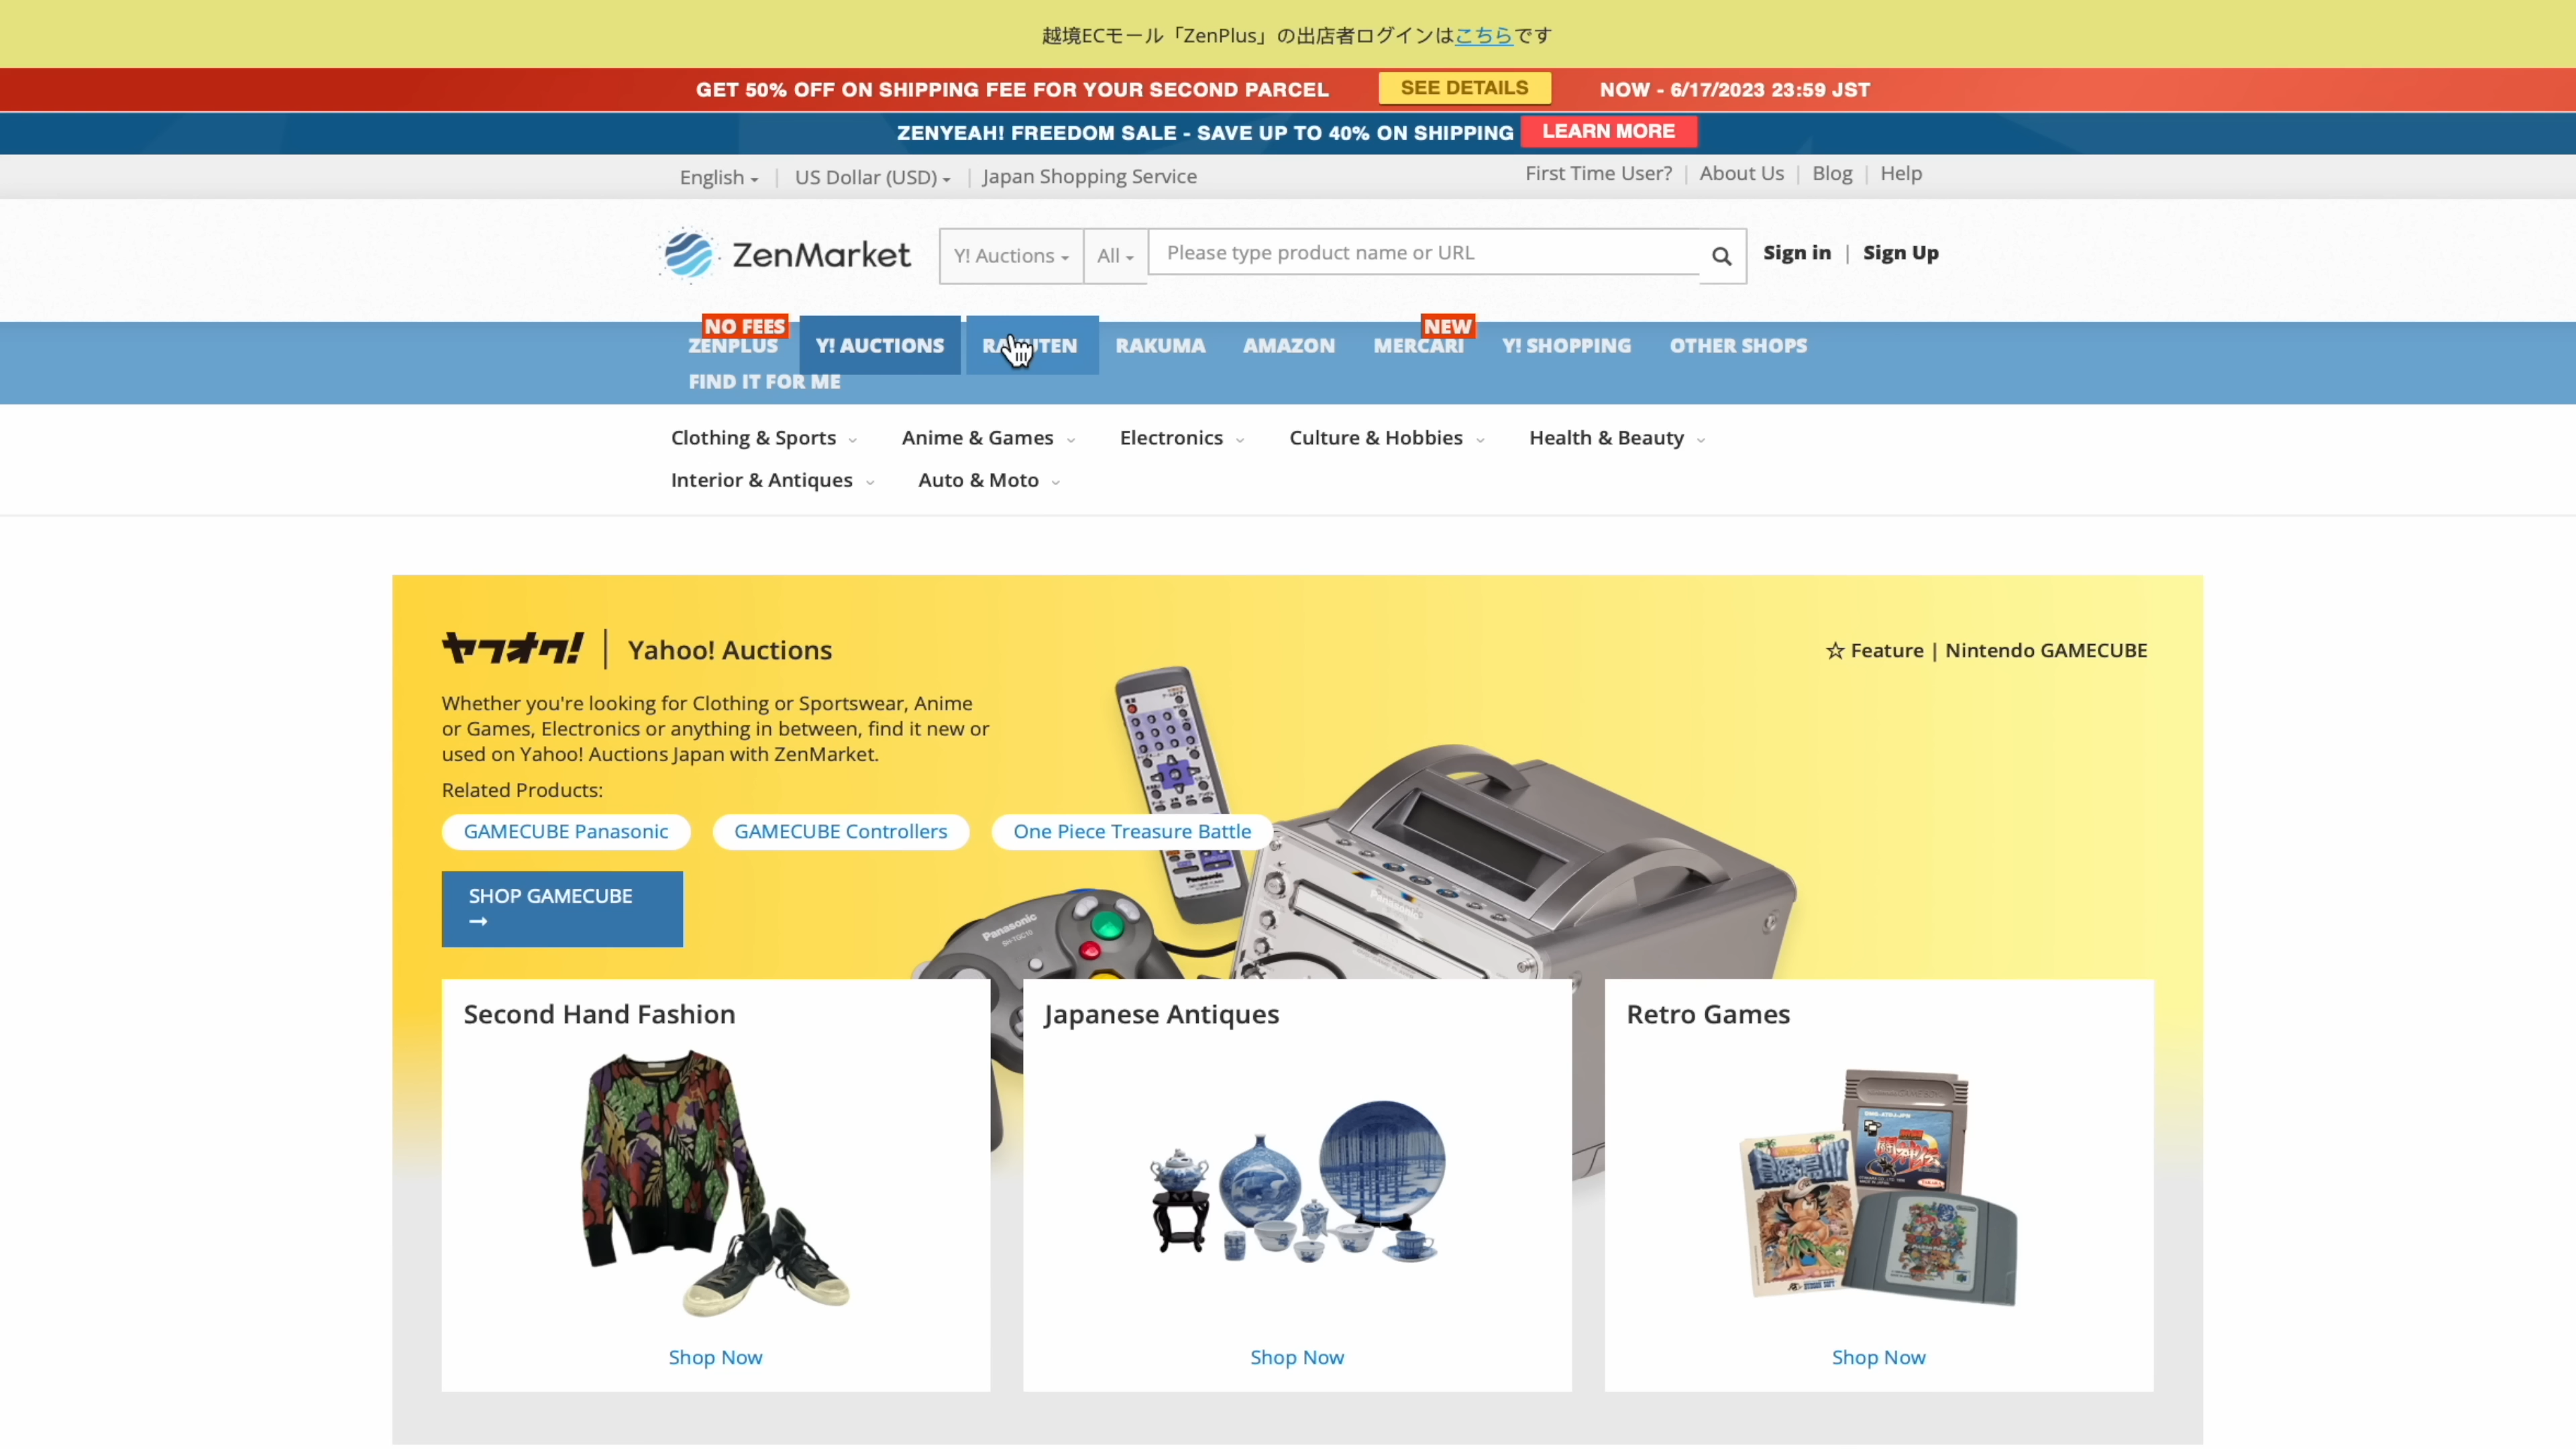 越境ECモール「ZenPlus」の出店者ログインはこちらです
GET 50% OFF ON SHIPPING FEE FOR YOUR SECOND PARCEL SEE DETAILS NOW - 6/17/2023 23:59 JST
ZENYEAH! FREEDOM SALE - SAVE UP TO 40% ON SHIPPING LEARN MORE
English US Dollar (USD) Japan Shopping Service First Time User? About Us Blog Help
ZenMarket Y! Auctions All Please type product name or URL Sign in | Sign Up
NO FEES NEW
ZENPLUS Y! AUCTIONS RAKUTEN RAKUMA AMAZON MERCARI Y! SHOPPING OTHER SHOPS
FIND IT FOR ME
Clothing & Sports Anime & Games Electronics Culture & Hobbies Health & Beauty
Interior & Antiques Auto & Moto
ヤフオク! Yahoo! Auctions ☆ Feature | Nintendo GAMECUBE
Whether you're looking for Clothing or Sportswear, Anime
or Games, Electronics or anything in between, find it new or
used on Yahoo! Auctions Japan with ZenMarket.
Related Products:
GAMECUBE Panasonic GAMECUBE Controllers One Piece Treasure Battle
Panasonic
SHOP GAMECUBE
→
Panasonic
Panasonic
Second Hand Fashion Japanese Antiques Retro Games
Shop Now Shop Now Shop Now